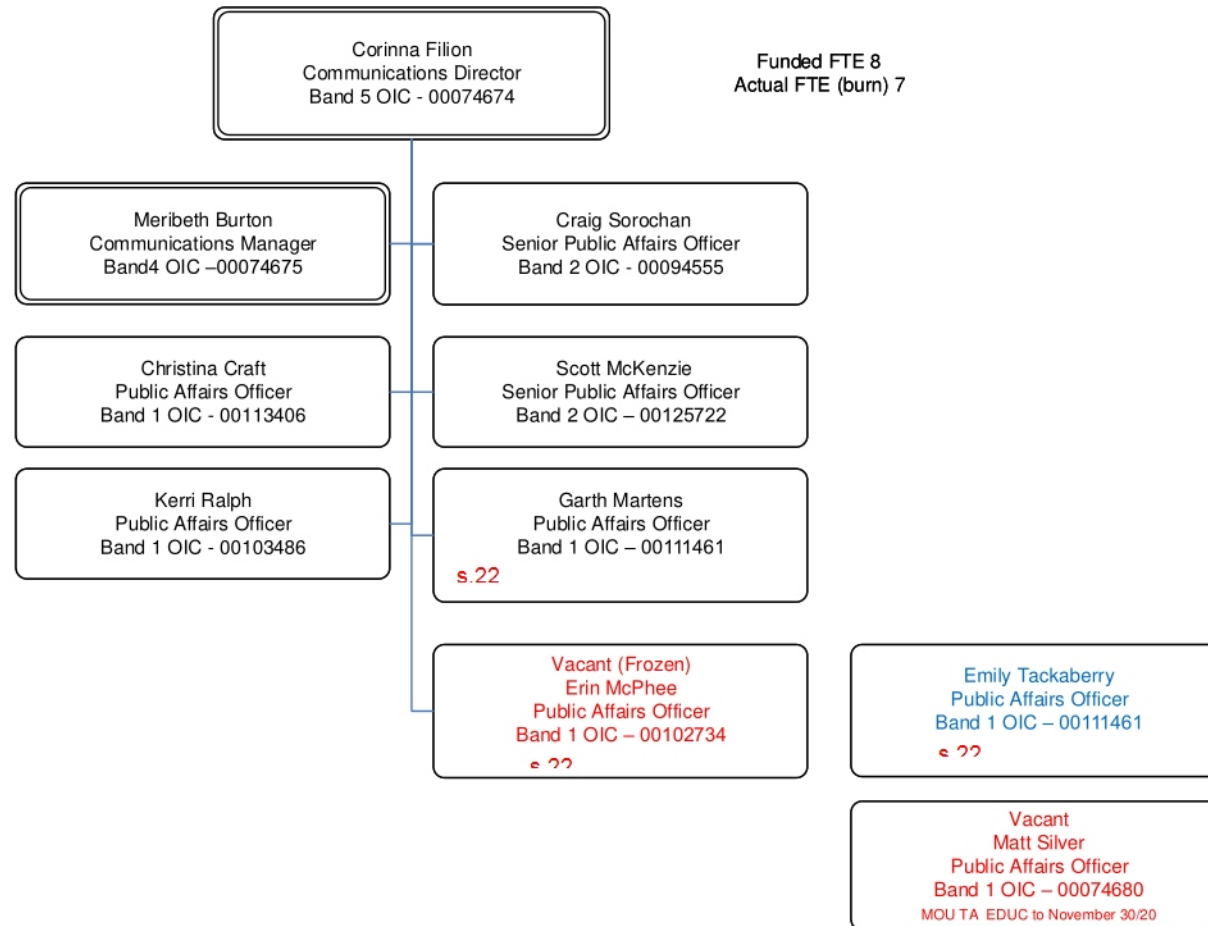 Corinna Filion
Communications Director
Band 5 OIC - 00074674
Funded FTE 8
Actual FTE (burn) 7
Meribeth Burton
Communications Manager
Band4 OIC –00074675
Craig Sorochan
Senior Public Affairs Officer
Band 2 OIC - 00094555
Christina Craft
Public Affairs Officer
Band 1 OIC - 00113406
Scott McKenzie
Senior Public Affairs Officer
Band 2 OIC – 00125722
Kerri Ralph
Public Affairs Officer
Band 1 OIC - 00103486
Garth Martens
Public Affairs Officer
Band 1 OIC – 00111461
s.22
Vacant (Frozen)
Erin McPhee
Public Affairs Officer
Band 1 OIC – 00102734
s.22
Emily Tackaberry
Public Affairs Officer
Band 1 OIC – 00111461
s.22
Vacant
Matt Silver
Public Affairs Officer
Band 1 OIC – 00074680
MOU TA EDUC to November 30/20